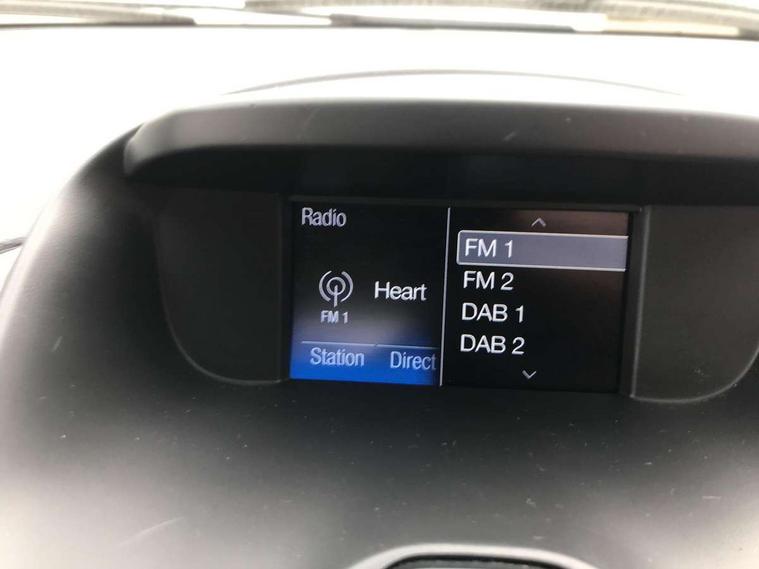 Radio
Heart
FM 1
Station Direct
FM 1
FM 2
DAB 1
DAB 2